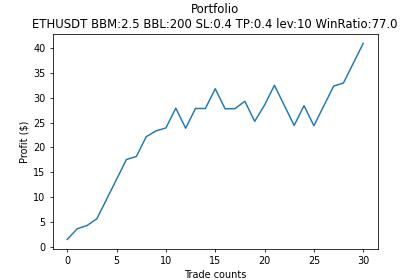 Portfolio
ETHUSDT BBM:2.5 BBL:200 SL:0.4 TP:0.4 lev:10 WinRatio:77.0
40
35
30
25
20
15
10
5
0
Profit ($)
0 5 10 15 20 25 30
Trade counts